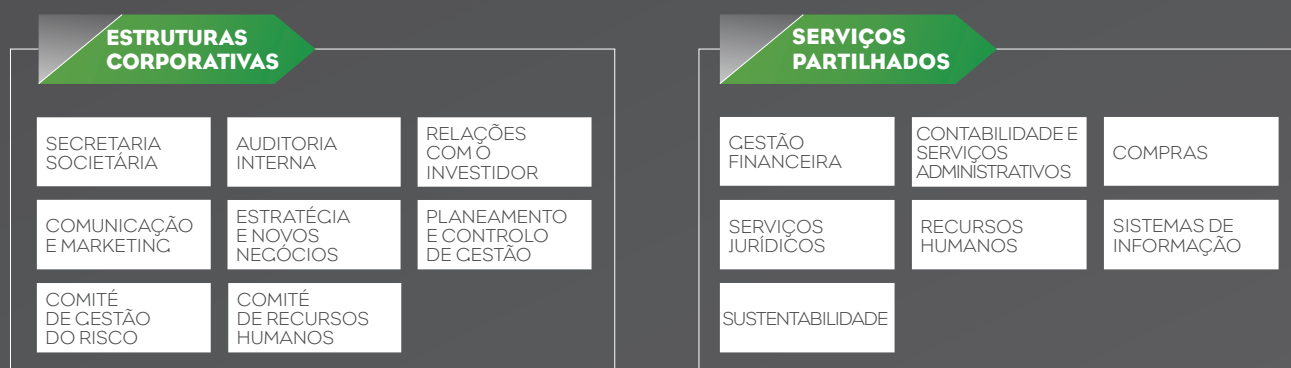 ESTRUTURAS
CORPORATIVAS
SECRETARIA
SOCIETÁRIA
AUDITORIA
INTERNA
RELAÇÕES
COM O
INVESTIDOR
COMUNICAÇÃO
E MARKETING
ESTRATÉGIA
E NOVOS
NEGÓCIOS
PLANEAMENTO
E CONTROLO
DE GESTÃO
COMITÉ
DE GESTÃO
DO RISCO
COMITÉ
DE RECURSOS
HUMANOS
SERVIÇOS
PARTILHADOS
GESTÃO
FINANCEIRA
CONTABILIDADE E
SERVIÇOS
ADMINISTRATIVOS
COMPRAS
SERVIÇOS
JURÍDICOS
RECURSOS
HUMANOS
SISTEMAS DE
INFORMAÇÃO
SUSTENTABILIDADE